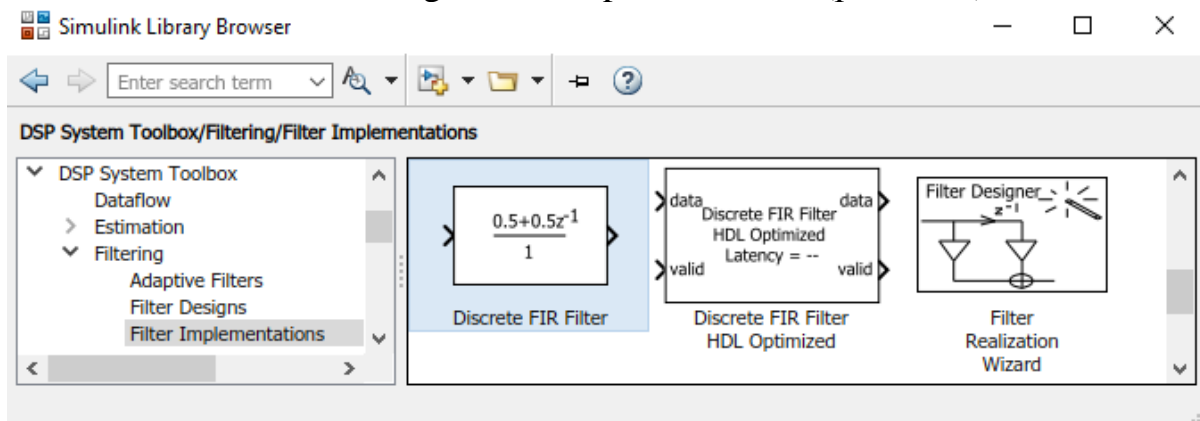 Simulink Library Browser
Enter search term
DSP System Toolbox/Filtering/Filter Implementations
DSP System Toolbox
Dataflow
Estimation
Filtering
Adaptive Filters
Filter Designs
Filter Implementations
0.5+0.5z⁻¹
1
Discrete FIR Filter
data
Discrete FIR Filter
data
HDL Optimized
Latency = --
valid
valid
Discrete FIR Filter
HDL Optimized
Filter Designer
z⁻¹
Filter
Realization
Wizard